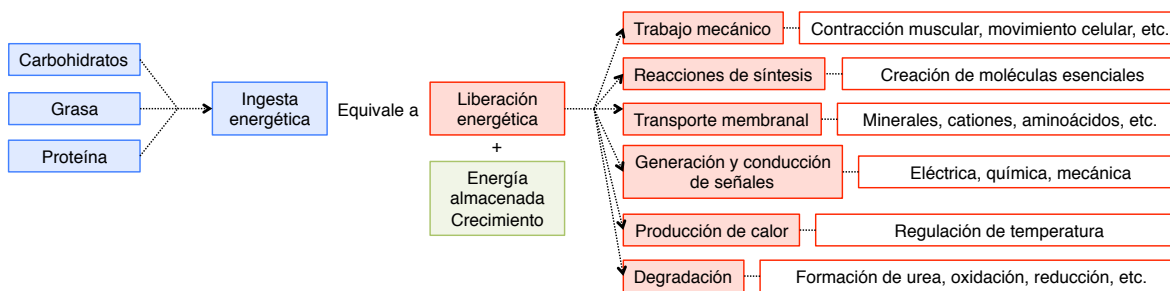 Carbohidratos
Grasa
Proteína
Ingesta
energética
Equivale a
Liberación
energética
+
Energía
almacenada
Crecimiento
Trabajo mecánico
Contracción muscular, movimiento celular, etc.
Reacciones de síntesis
Creación de moléculas esenciales
Transporte membranal
Minerales, cationes, aminoácidos, etc.
Generación y conducción
de señales
Eléctrica, química, mecánica
Producción de calor
Regulación de temperatura
Degradación
Formación de urea, oxidación, reducción, etc.